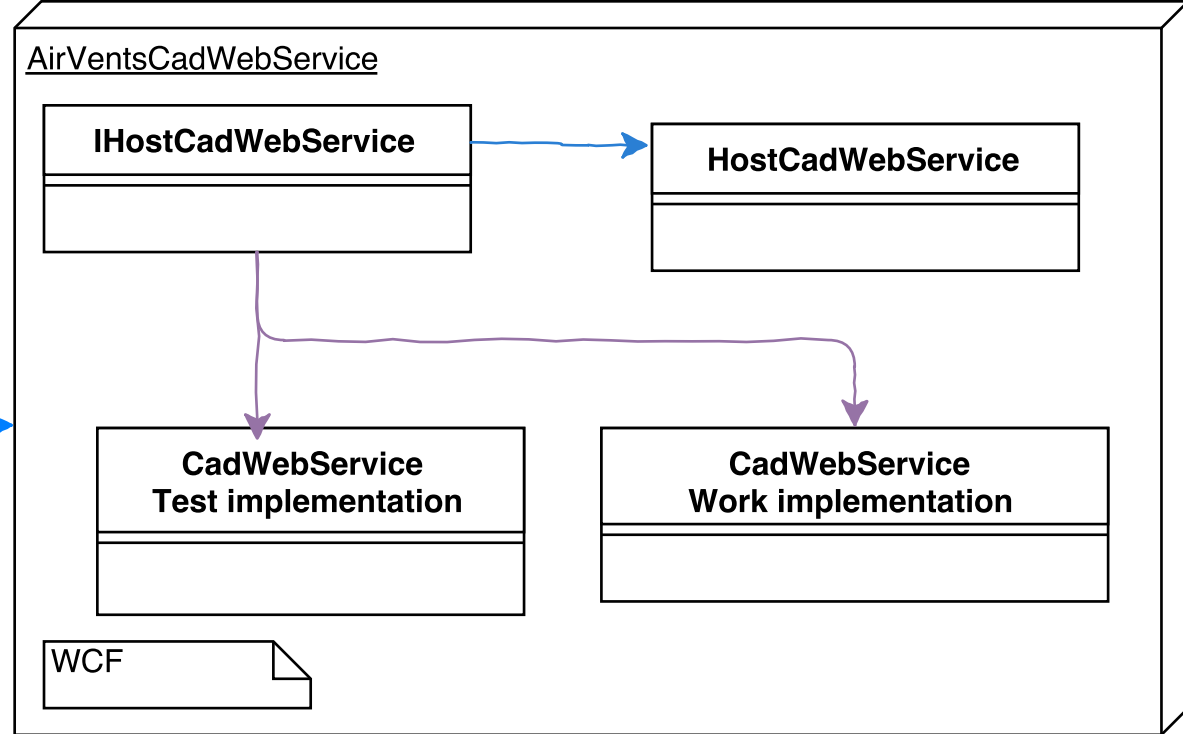 AirVentsCadWebService
IHostCadWebService
HostCadWebService
CadWebService
Test implementation
CadWebService
Work implementation
WCF